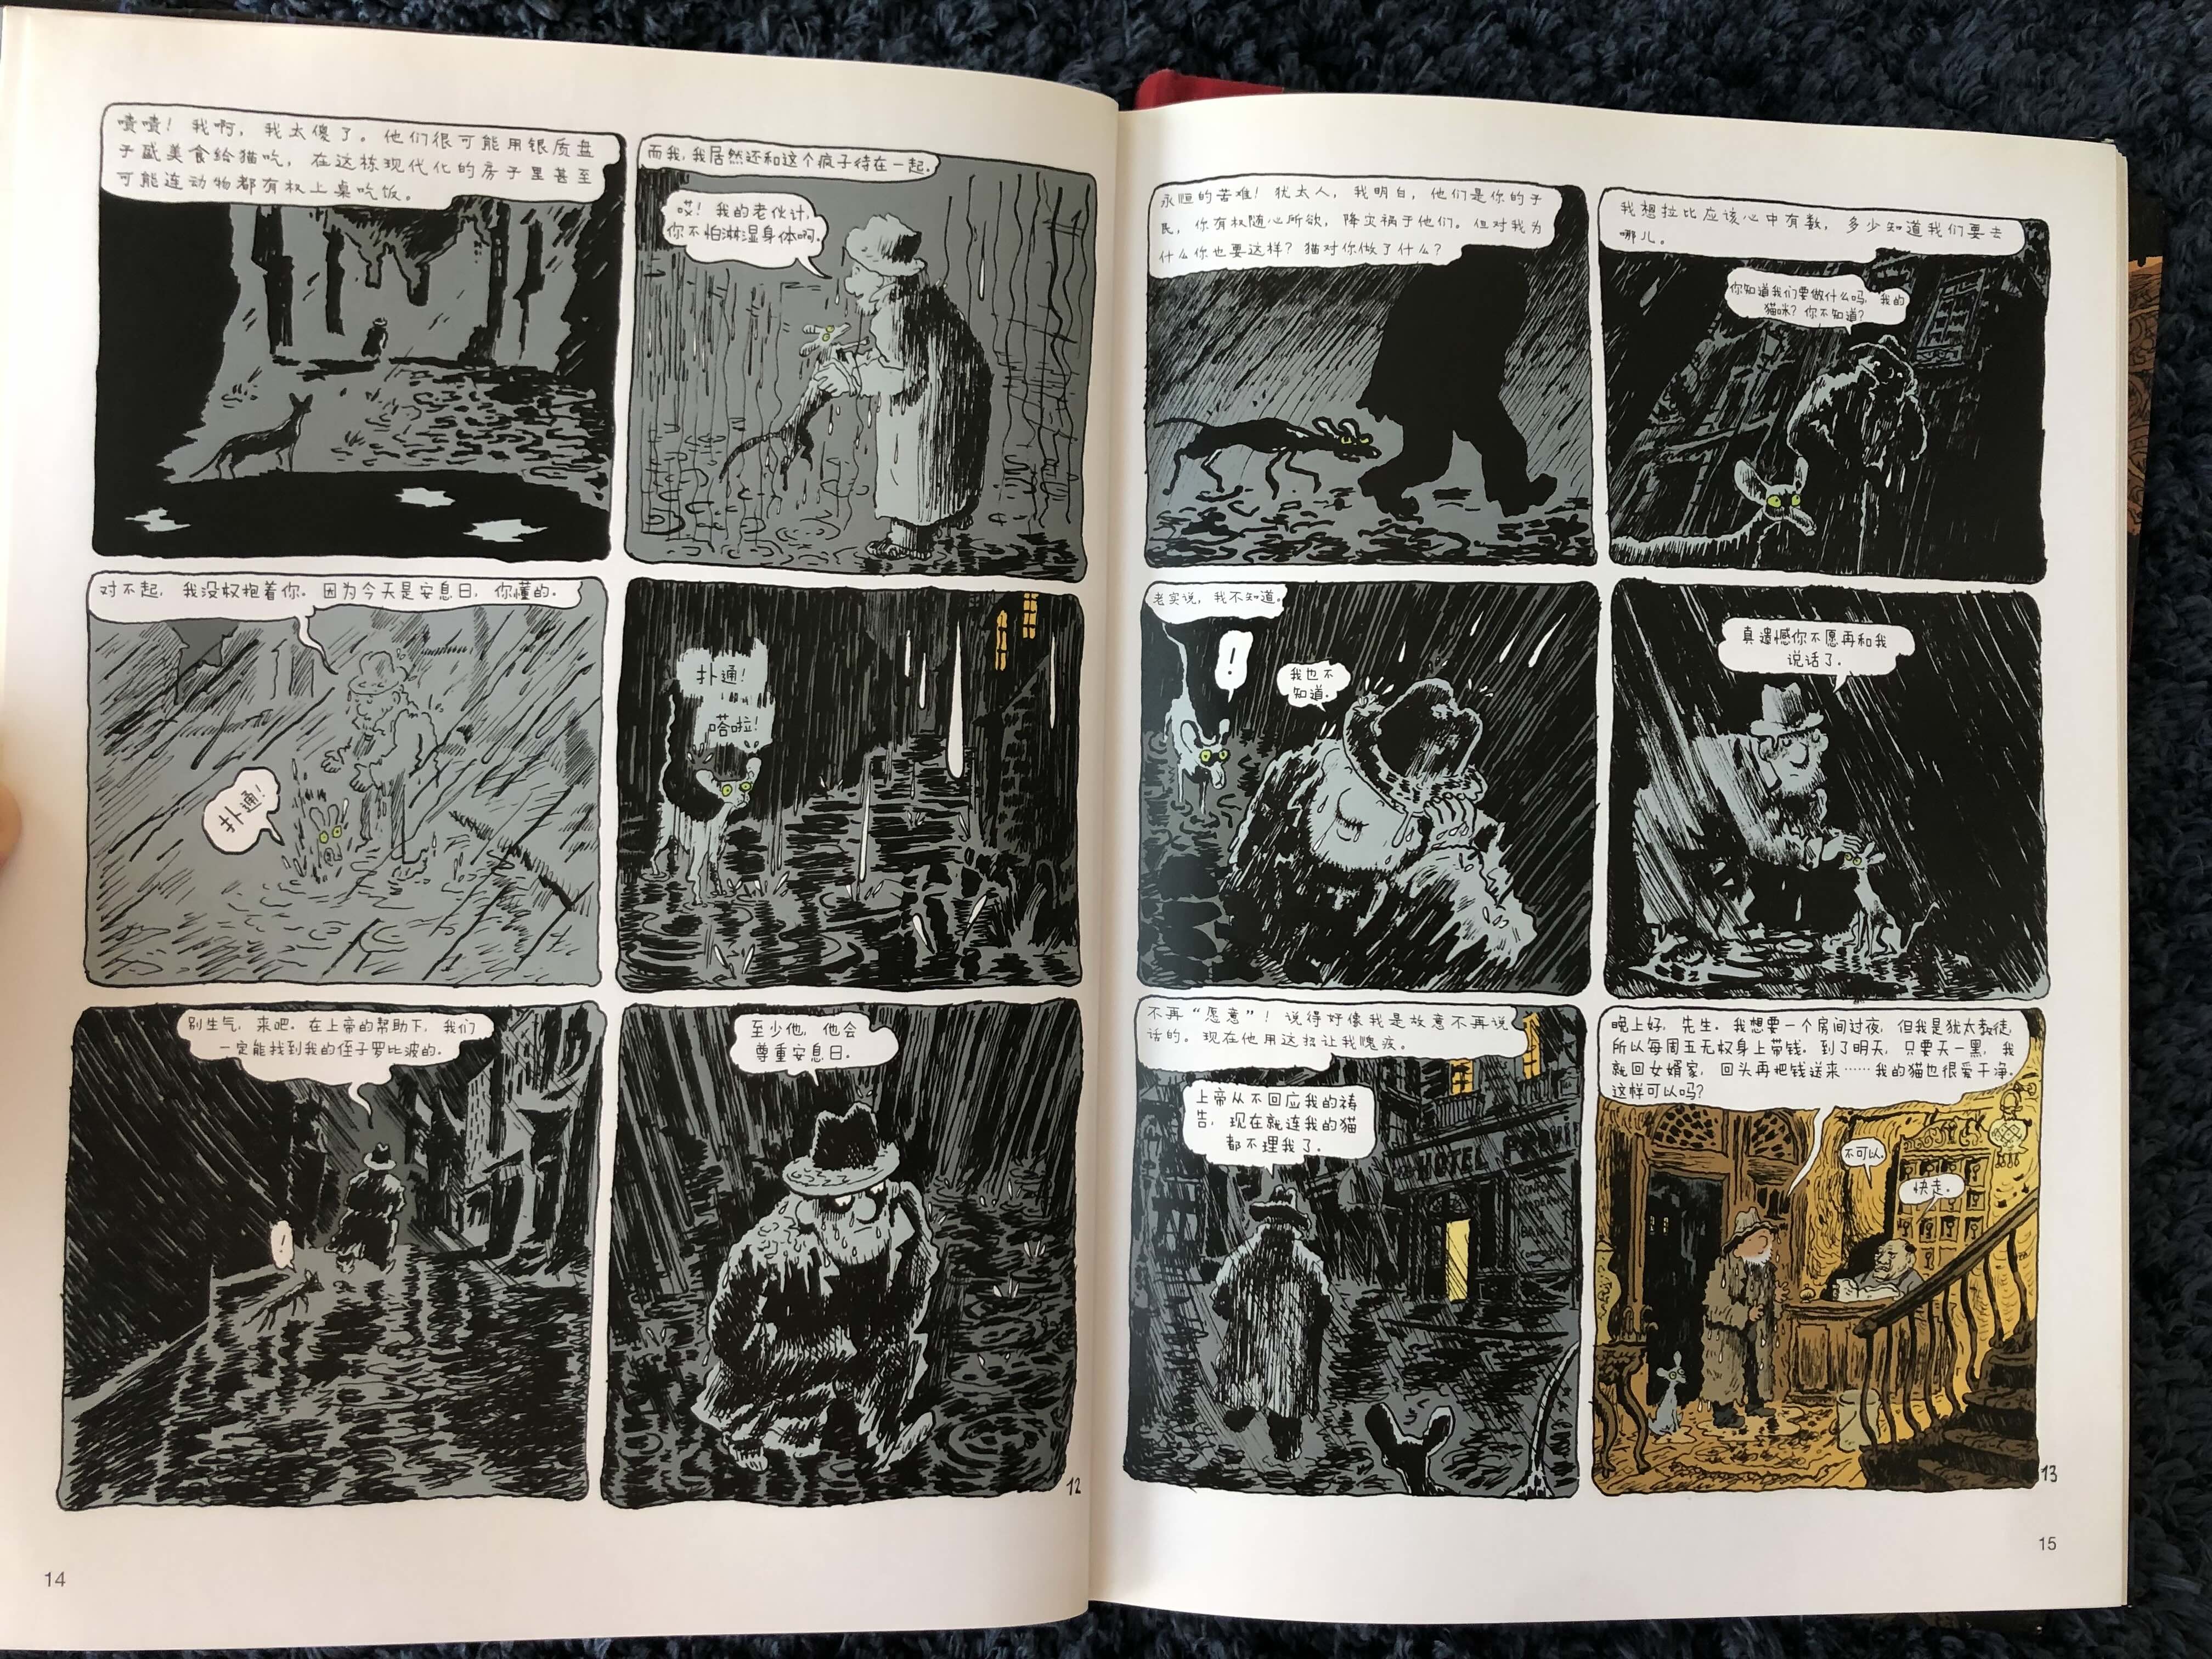 啧啧！我啊，我太傻了。他们很可能用银质盘
子盛美食给猫吃，在这栋现代化的房子里甚至
可能连动物都有权上桌吃饭。
而我，我居然还和这个疯子待在一起。
哎！我的老伙计，
你不怕淋湿身体啊。
对不起，我没权抱着你。因为今天是安息日，你懂的。
扑通！
扑通！
嗒啦！
别生气，来吧。在上帝的帮助下，我们
一定能找到我的侄子罗比波的。
！
至少他，他会
尊重安息日。
12
14
永恒的苦难！犹太人，我明白，他们是你的子
民，你有权随心所欲，降灾祸于他们。但对我为
什么你也要这样？猫对你做了什么？
我想拉比应该心中有数，多少知道我们要去
哪儿。
你知道我们要做什么吗，我的
猫咪？你不知道？
老实说，我不知道。
！
我也不
知道。
真遗憾你不愿再和我
说话了。
不再“愿意”！说得好像我是故意不再说
话的。现在他用这招让我愧疚。
上帝从不回应我的祷
告，现在就连我的猫
都不理我了。
HOTEL
晚上好，先生。我想要一个房间过夜，但我是犹太教徒，
所以每周五无权身上带钱。到了明天，只要天一黑，我
就回女婿家，回头再把钱送来……我的猫也很爱干净。
这样可以吗？
不可以。
快走。
13
15